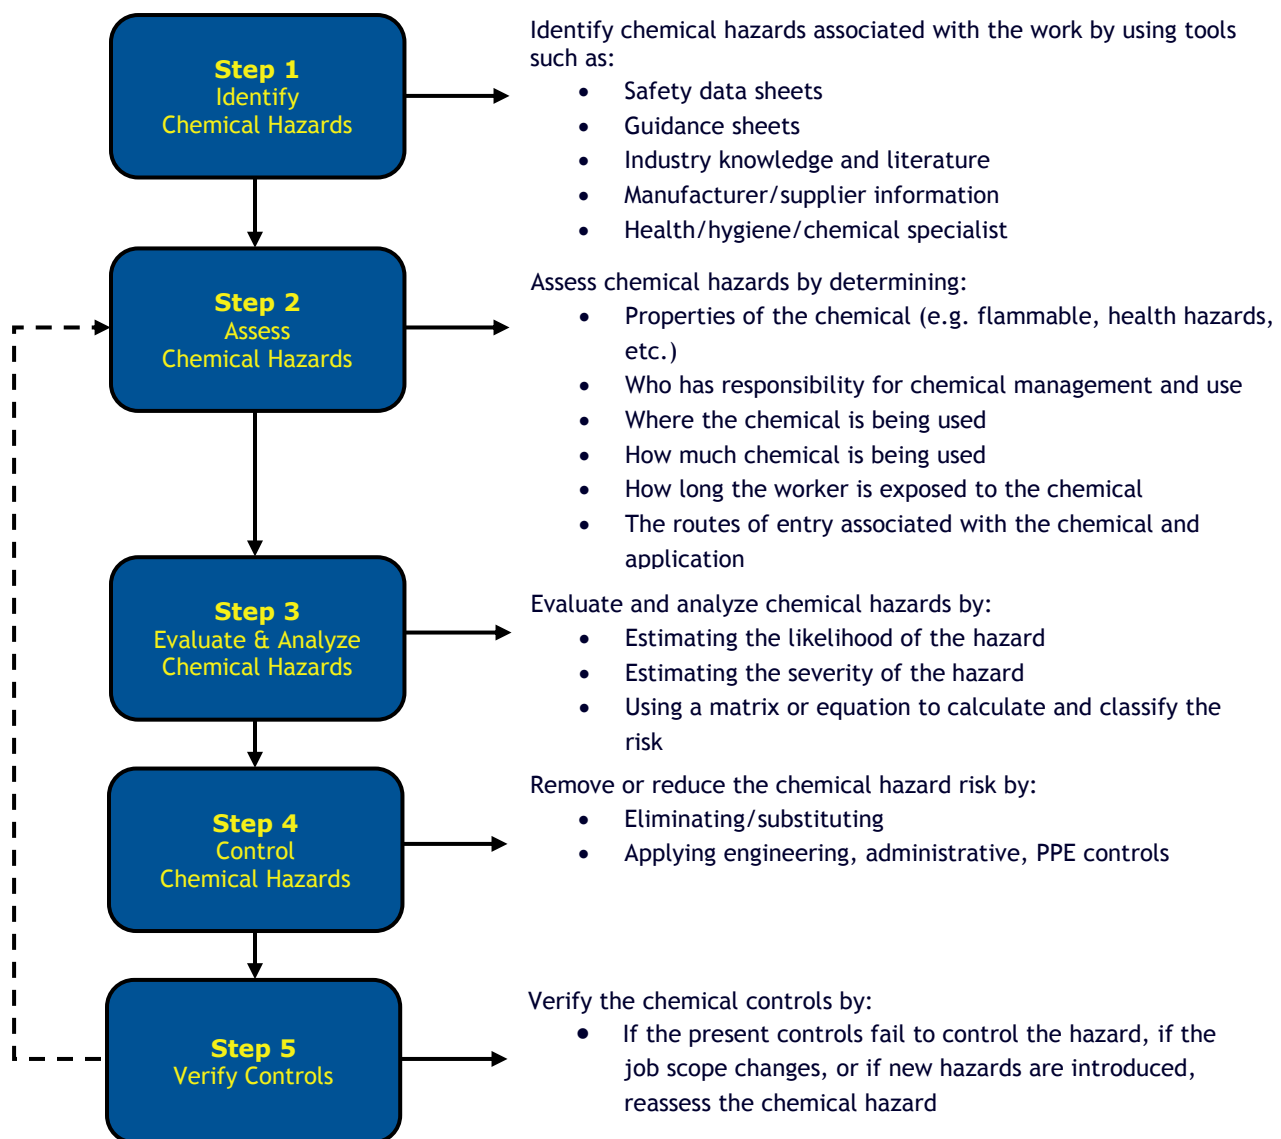 Step 1
Identify
Chemical Hazards
Identify chemical hazards associated with the work by using tools
such as:
• Safety data sheets
• Guidance sheets
• Industry knowledge and literature
• Manufacturer/supplier information
• Health/hygiene/chemical specialist
Step 2
Assess
Chemical Hazards
Assess chemical hazards by determining:
• Properties of the chemical (e.g. flammable, health hazards,
etc.)
• Who has responsibility for chemical management and use
• Where the chemical is being used
• How much chemical is being used
• How long the worker is exposed to the chemical
• The routes of entry associated with the chemical and
application
Step 3
Evaluate & Analyze
Chemical Hazards
Evaluate and analyze chemical hazards by:
• Estimating the likelihood of the hazard
• Estimating the severity of the hazard
• Using a matrix or equation to calculate and classify the
risk
Step 4
Control
Chemical Hazards
Remove or reduce the chemical hazard risk by:
• Eliminating/substituting
• Applying engineering, administrative, PPE controls
Step 5
Verify Controls
Verify the chemical controls by:
• If the present controls fail to control the hazard, if the
job scope changes, or if new hazards are introduced,
reassess the chemical hazard